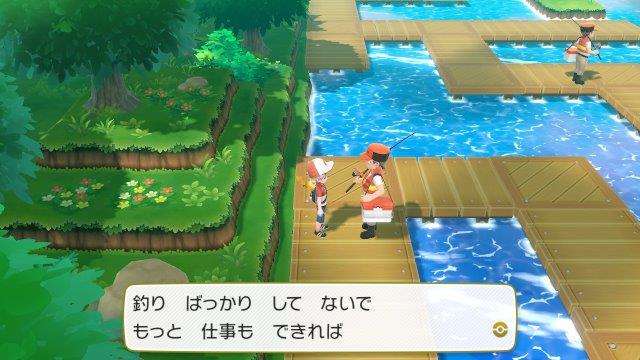 釣り　ばっかり　して　ないで
もっと　仕事も　できれば